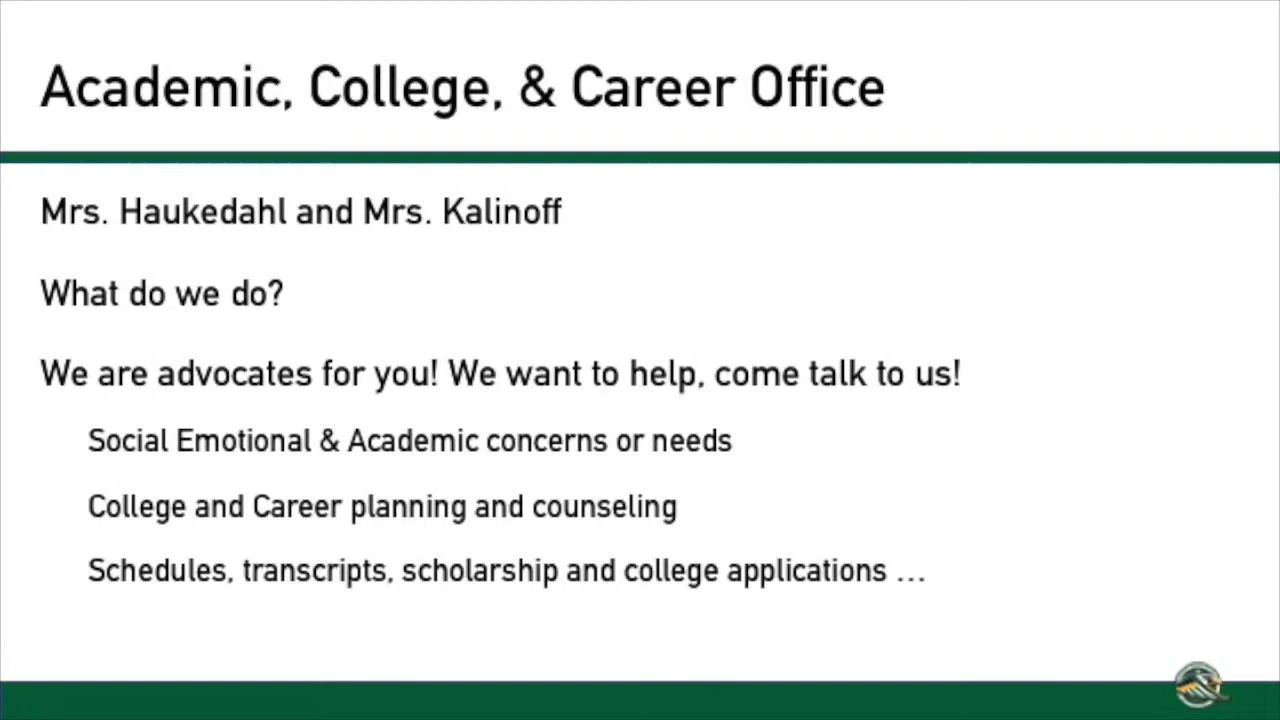 Academic, College, & Career Office
Mrs. Haukedahl and Mrs. Kalinoff
What do we do?
We are advocates for you! We want to help, come talk to us!
Social Emotional & Academic concerns or needs
College and Career planning and counseling
Schedules, transcripts, scholarship and college applications ...